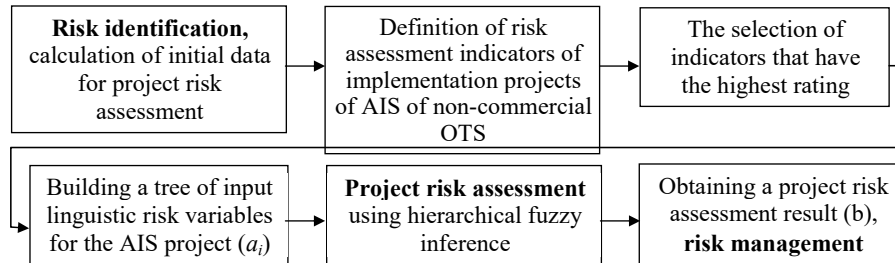 Risk identification,
calculation of initial data
for project risk
assessment
Definition of risk
assessment indicators of
implementation projects
of AIS of non-commercial
OTS
The selection of
indicators that have
the highest rating
Building a tree of input
linguistic risk variables
for the AIS project (aᵢ)
Project risk assessment
using hierarchical fuzzy
inference
Obtaining a project risk
assessment result (b),
risk management